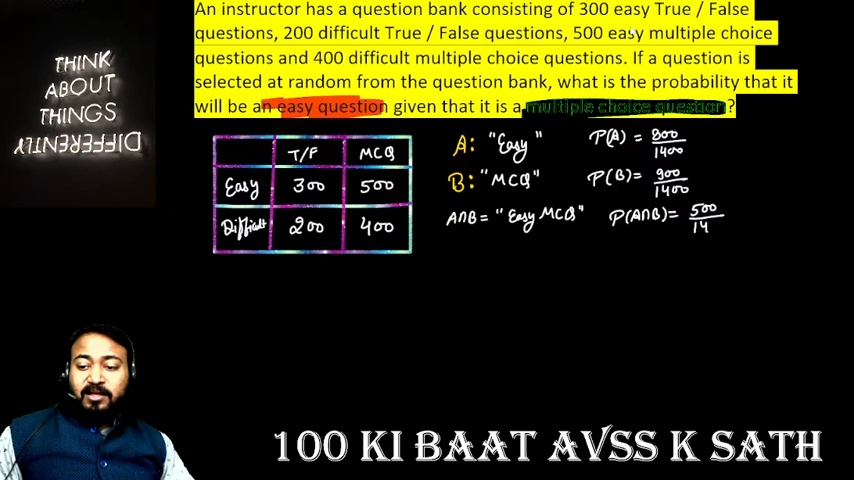 An instructor has a question bank consisting of 300 easy True / False
questions, 200 difficult True / False questions, 500 easy multiple choice
questions and 400 difficult multiple choice questions. If a question is
selected at random from the question bank, what is the probability that it
will be an easy question given that it is a multiple choice question?
THINK
ABOUT
THINGS
DIFFERENTLY
T/F MCQ
Easy 300 500
Difficult 200 400
A: "Easy" P(A) = 800/1400
B: "MCQ" P(B) = 900/1400
A∩B = "Easy MCQ" P(A∩B) = 500/14
100 KI BAAT AVSS K SATH